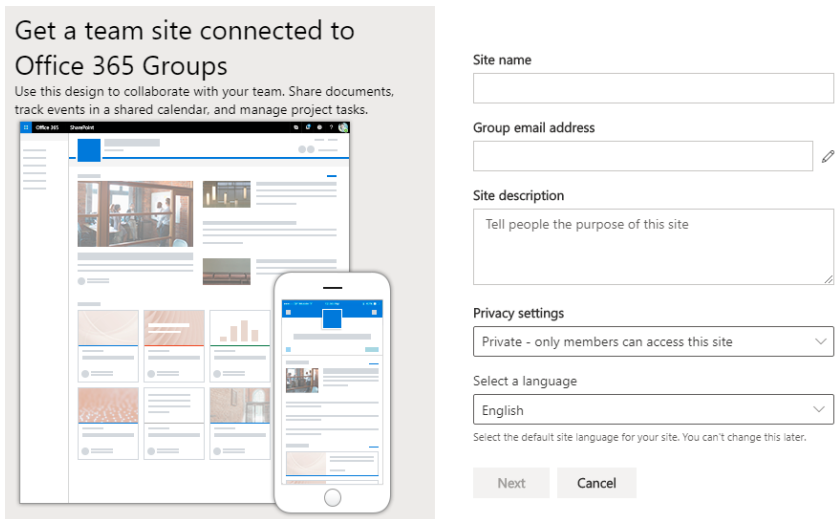 Get a team site connected to
Office 365 Groups
Use this design to collaborate with your team. Share documents,
track events in a shared calendar, and manage project tasks.
Office 365 SharePoint
?
Site name
Group email address
Site description
Tell people the purpose of this site
Privacy settings
Private - only members can access this site
Select a language
English
Select the default site language for your site. You can't change this later.
Next
Cancel